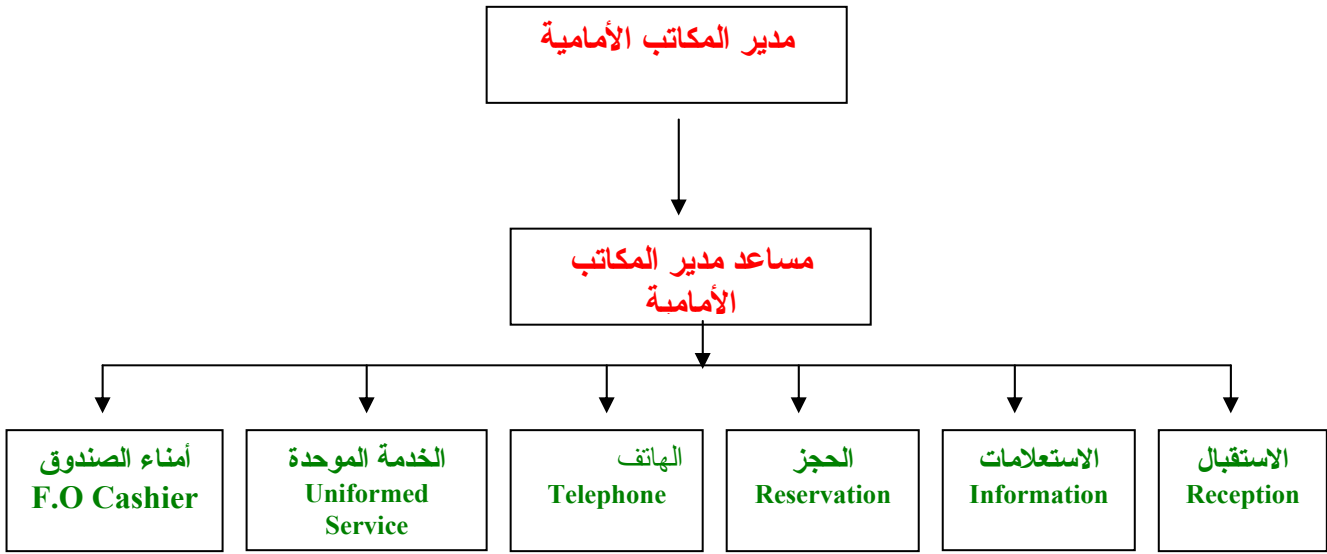 مدير المكاتب الأمامية
مساعد مدير المكاتب
الأمامية
الاستقبال
Reception
الاستعلامات
Information
الحجز
Reservation
الهاتف
Telephone
الخدمة الموحدة
Uniformed
Service
أمناء الصندوق
F.O Cashier